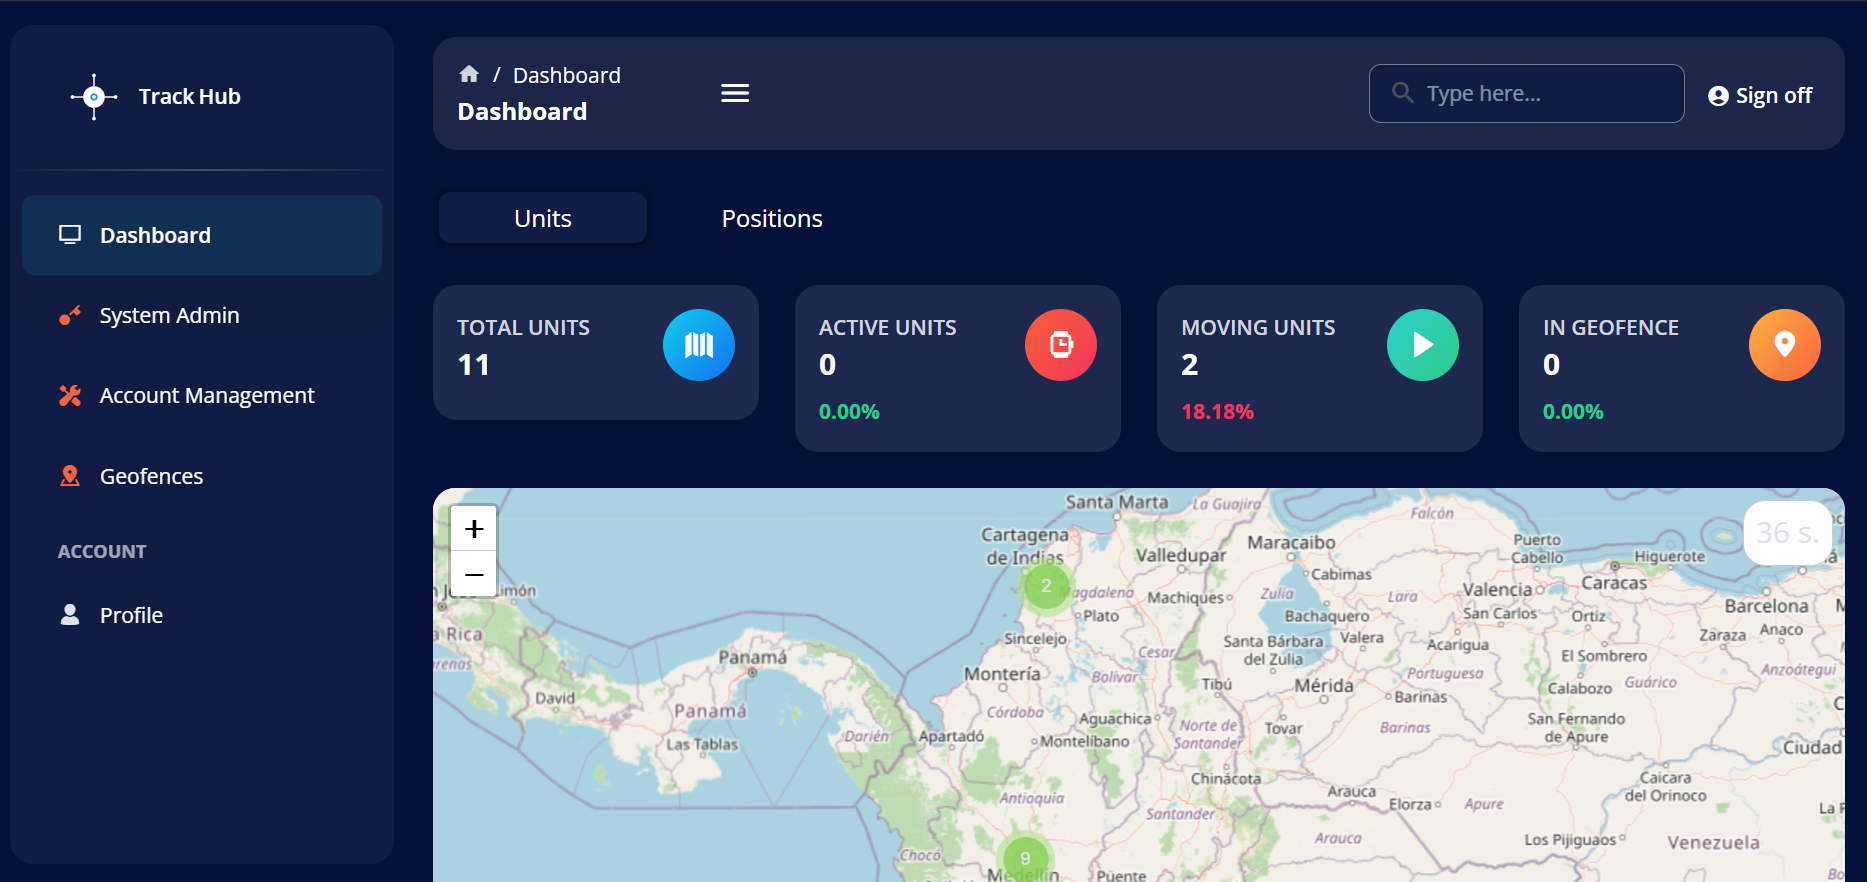 Track Hub
Dashboard
System Admin
Account Management
Geofences
ACCOUNT
Profile
/ Dashboard
Dashboard
Type here...
Sign off
Units
Positions
TOTAL UNITS
11
ACTIVE UNITS
0
0.00%
MOVING UNITS
2
18.18%
IN GEOFENCE
0
0.00%
+
−
36 s.
Santa Marta
La Guajira
Falcón
Cartagena
de Indias
Valledupar
Maracaibo
Puerto
Cabello
Higuerote
Cabimas
Caracas
2
Magdalena
Machiques
Zulia
Lara
Valencia
Barcelona
Plato
Bachaquero
San Carlos
Ortiz
Sincelejo
Santa Bárbara
del Zulia
Valera
Acarigua
Zaraza
Anaco
Limón
a Rica
Panamá
Cesar
El Sombrero
Montería
Bolívar
Tibú
Mérida
Portuguesa
Barinas
Calabozo
Guárico
Anzoátegui
David
Panamá
Córdoba
Aguachica
Norte de
Santander
Tovar
Barinas
San Fernando
de Apure
Las Tablas
Darién
Apartadó
Montelíbano
Ciudad
Chinácota
Caicara
del Orinoco
Antioquia
Santander
Arauca
Elorza
Apure
Arauca
Los Pijiguaos
Venezuela
Chocó
9
Medellín
Puente